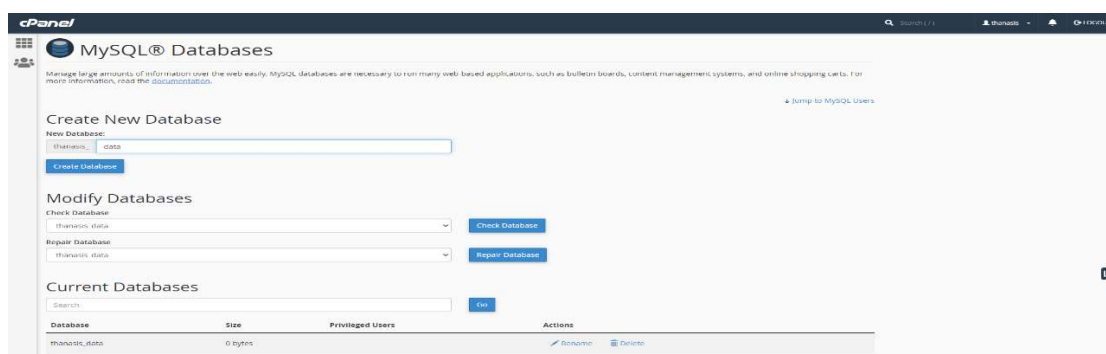 cPanel
Search ( / )
thanasis
LOGOU
MySQL® Databases
Manage large amounts of information over the web easily. MySQL databases are necessary to run many web based applications, such as bulletin boards, content management systems, and online shopping carts. For
more information, read the documentation.
Jump to MySQL Users
Create New Database
New Database:
thanasis_ data
Create Database
Modify Databases
Check Database
thanasis_data
Check Database
Repair Database
thanasis_data
Repair Database
Current Databases
Search
Go
Database Size Privileged Users Actions
thanasis_data 0 bytes Rename Delete